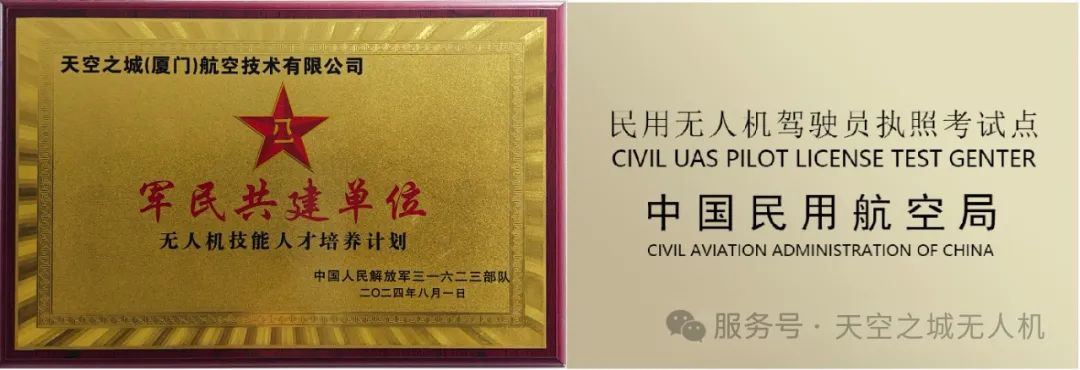 天空之城(厦门)航空技术有限公司
八一
军民共建单位
无人机技能人才培养计划
中国人民解放军三一六二三部队
二〇二四年八月一日
民用无人机驾驶员执照考试点
CIVIL UAS PILOT LICENSE TEST GENTER
中国民用航空局
CIVIL AVIATION ADMINISTRATION OF CHINA
服务号·天空之城无人机